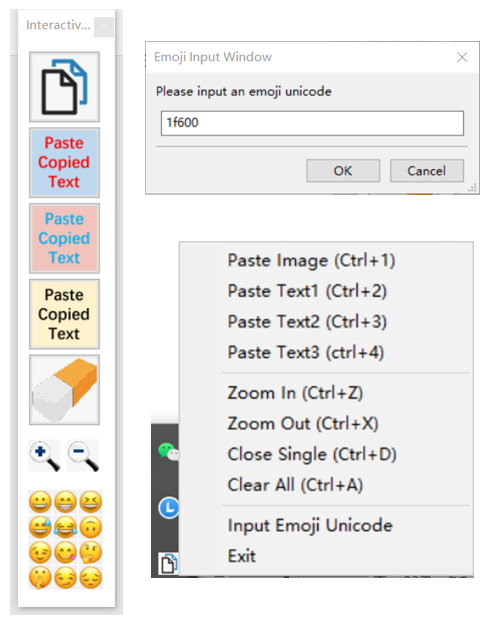 Interactiv...
Paste
Copied
Text
Paste
Copied
Text
Paste
Copied
Text
Emoji Input Window
Please input an emoji unicode
1f600
OK
Cancel
Paste Image (Ctrl+1)
Paste Text1 (Ctrl+2)
Paste Text2 (Ctrl+3)
Paste Text3 (ctrl+4)
Zoom In (Ctrl+Z)
Zoom Out (Ctrl+X)
Close Single (Ctrl+D)
Clear All (Ctrl+A)
Input Emoji Unicode
Exit